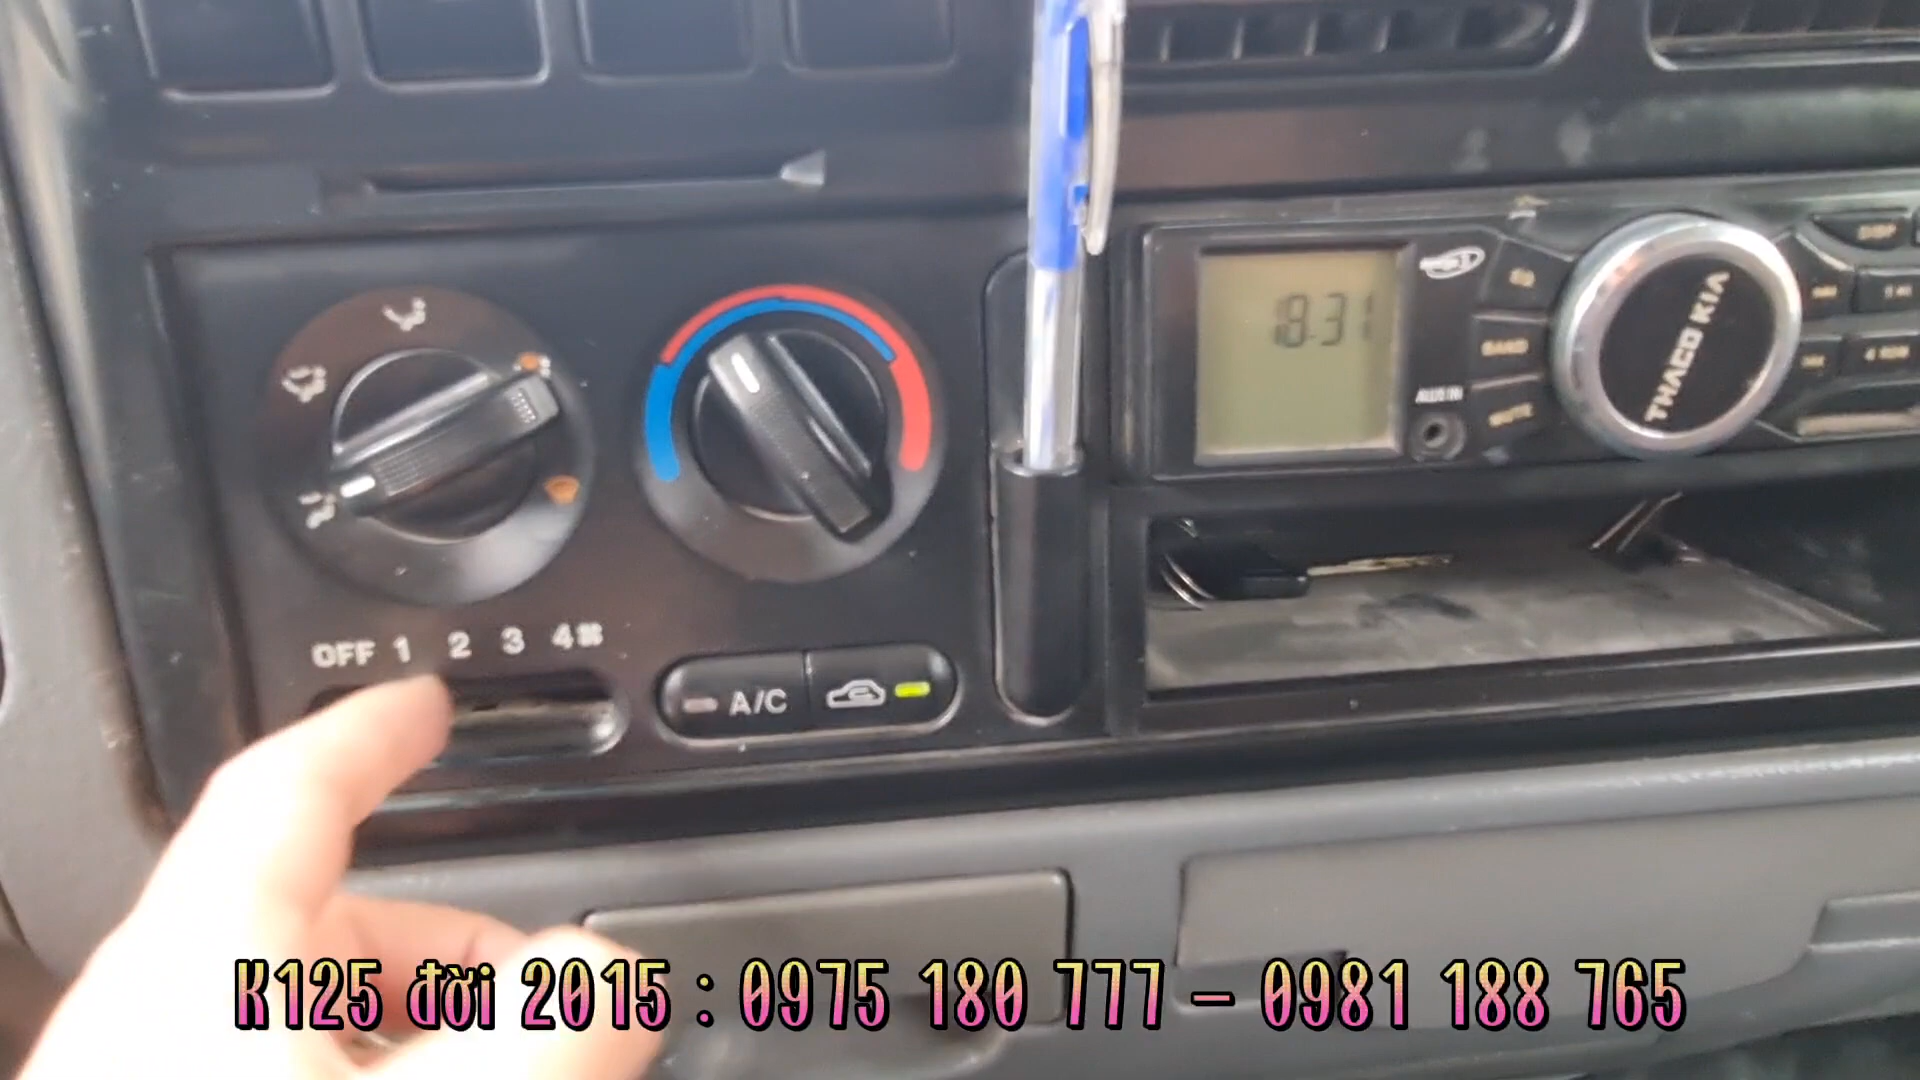 18:31
AUX IN
THACO KIA
OFF 1 2 3 4
A/C
K125 đời 2015 : 0975 180 777 - 0981 188 765